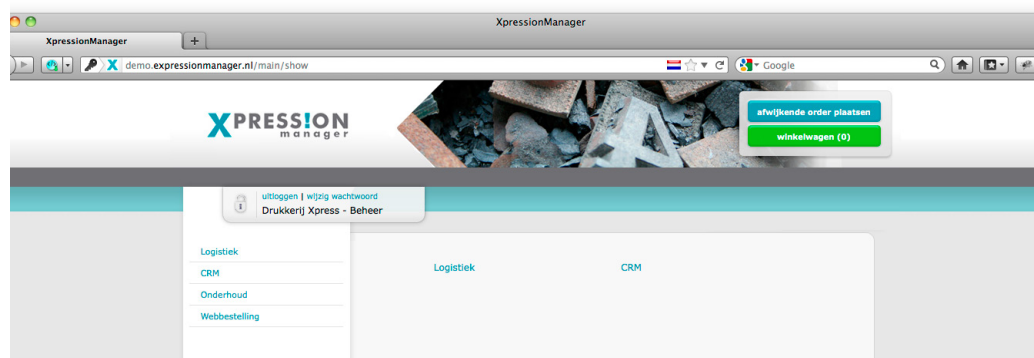 XpressionManager
XpressionManager
demo.expressionmanager.nl/main/show
Google
XPRESS!ON
manager
A
afwijkende order plaatsen
winkelwagen (0)
uitloggen | wijzig wachtwoord
Drukkerij Xpress - Beheer
Logistiek
CRM
Onderhoud
Webbestelling
Logistiek
CRM